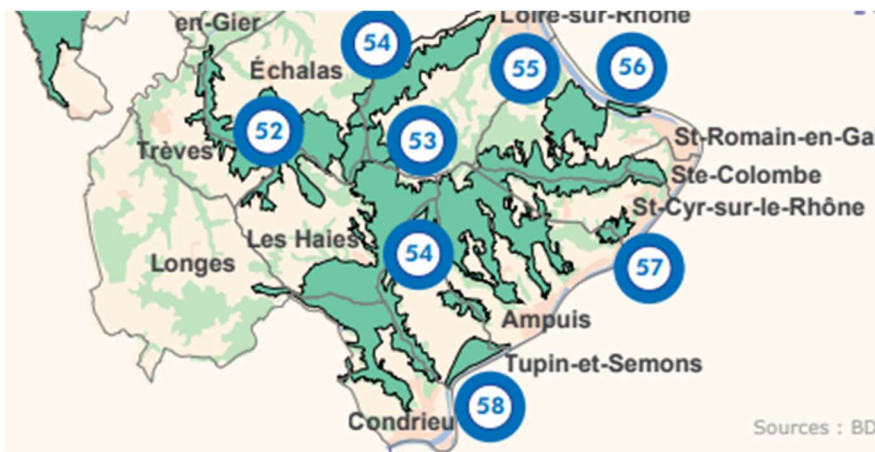 en-Gier
Loire-sur-Rhône
54
Échalas
55
56
52
53
Trèves
St-Romain-en-Ga
Ste-Colombe
St-Cyr-sur-le-Rhône
Les Haies
54
Longes
57
Ampuis
Tupin-et-Semons
58
Condrieu
Sources : BD